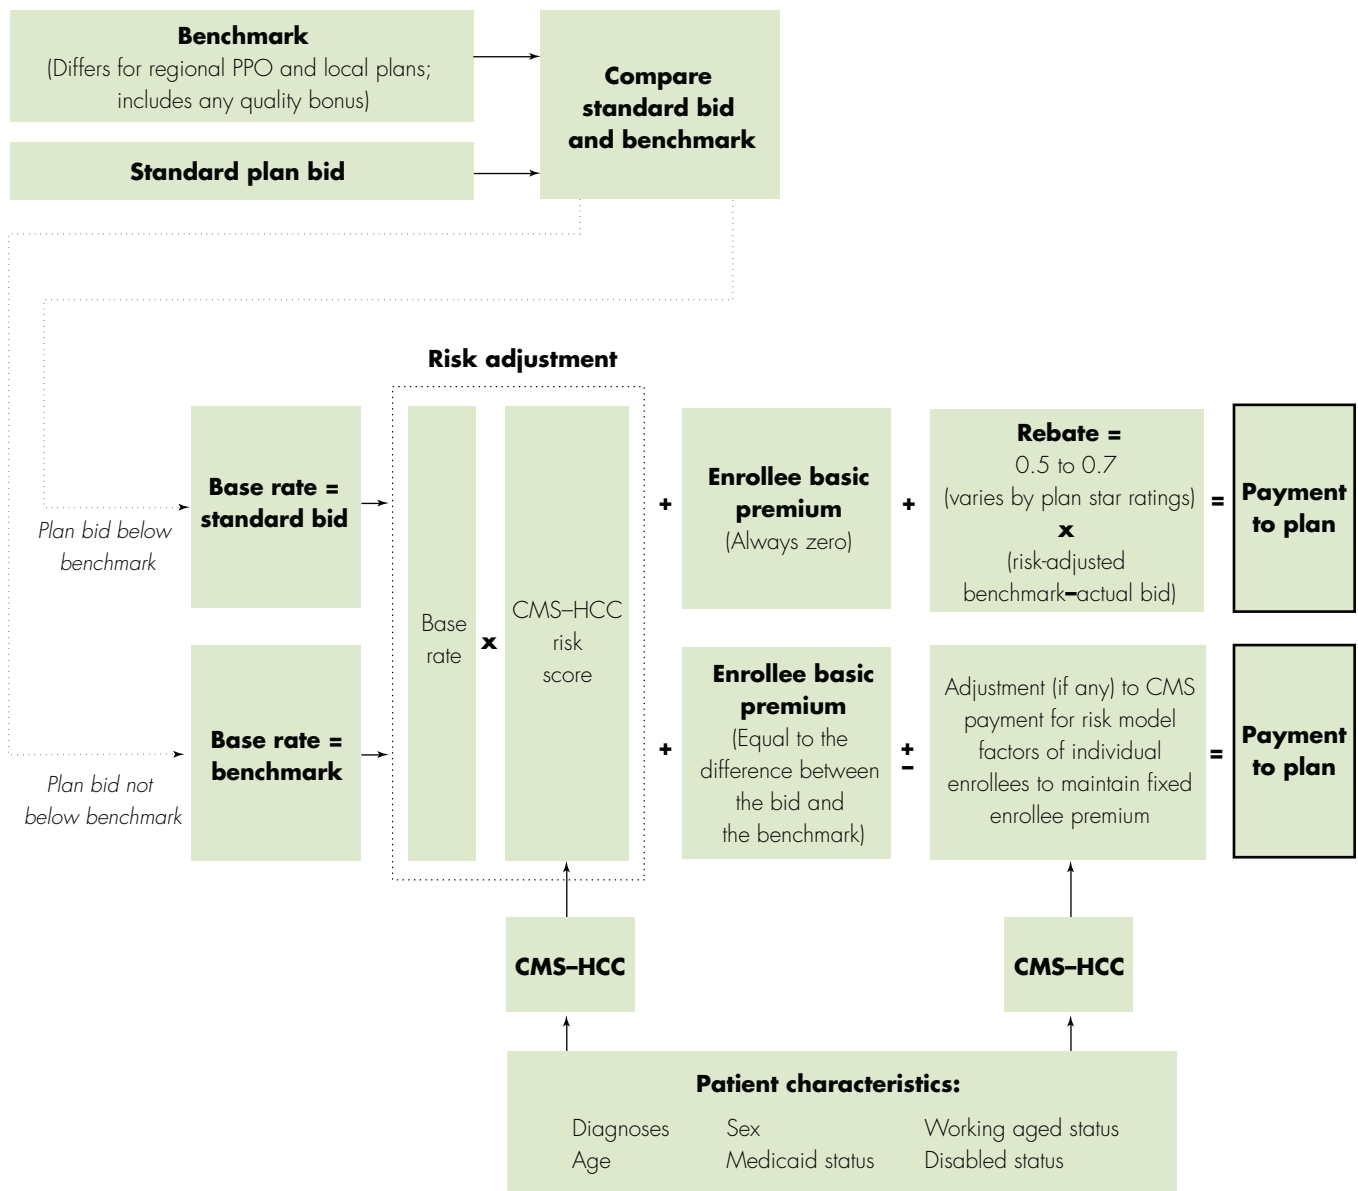 Benchmark
(Differs for regional PPO and local plans;
includes any quality bonus)
Standard plan bid
Compare
standard bid
and benchmark
Risk adjustment
Plan bid below
benchmark
Base rate =
standard bid
Plan bid not
below benchmark
Base rate =
benchmark
Base
rate
x
CMS–HCC
risk
score
+
Enrollee basic
premium
(Always zero)
+
Rebate =
0.5 to 0.7
(varies by plan star ratings)
x
(risk-adjusted
benchmark–actual bid)
=
Payment
to plan
+
Enrollee basic
premium
(Equal to the
difference between
the bid and
the benchmark)
+
–
Adjustment (if any) to CMS
payment for risk model
factors of individual
enrollees to maintain fixed
enrollee premium
=
Payment
to plan
CMS–HCC
CMS–HCC
Patient characteristics:
Diagnoses Sex Working aged status
Age Medicaid status Disabled status